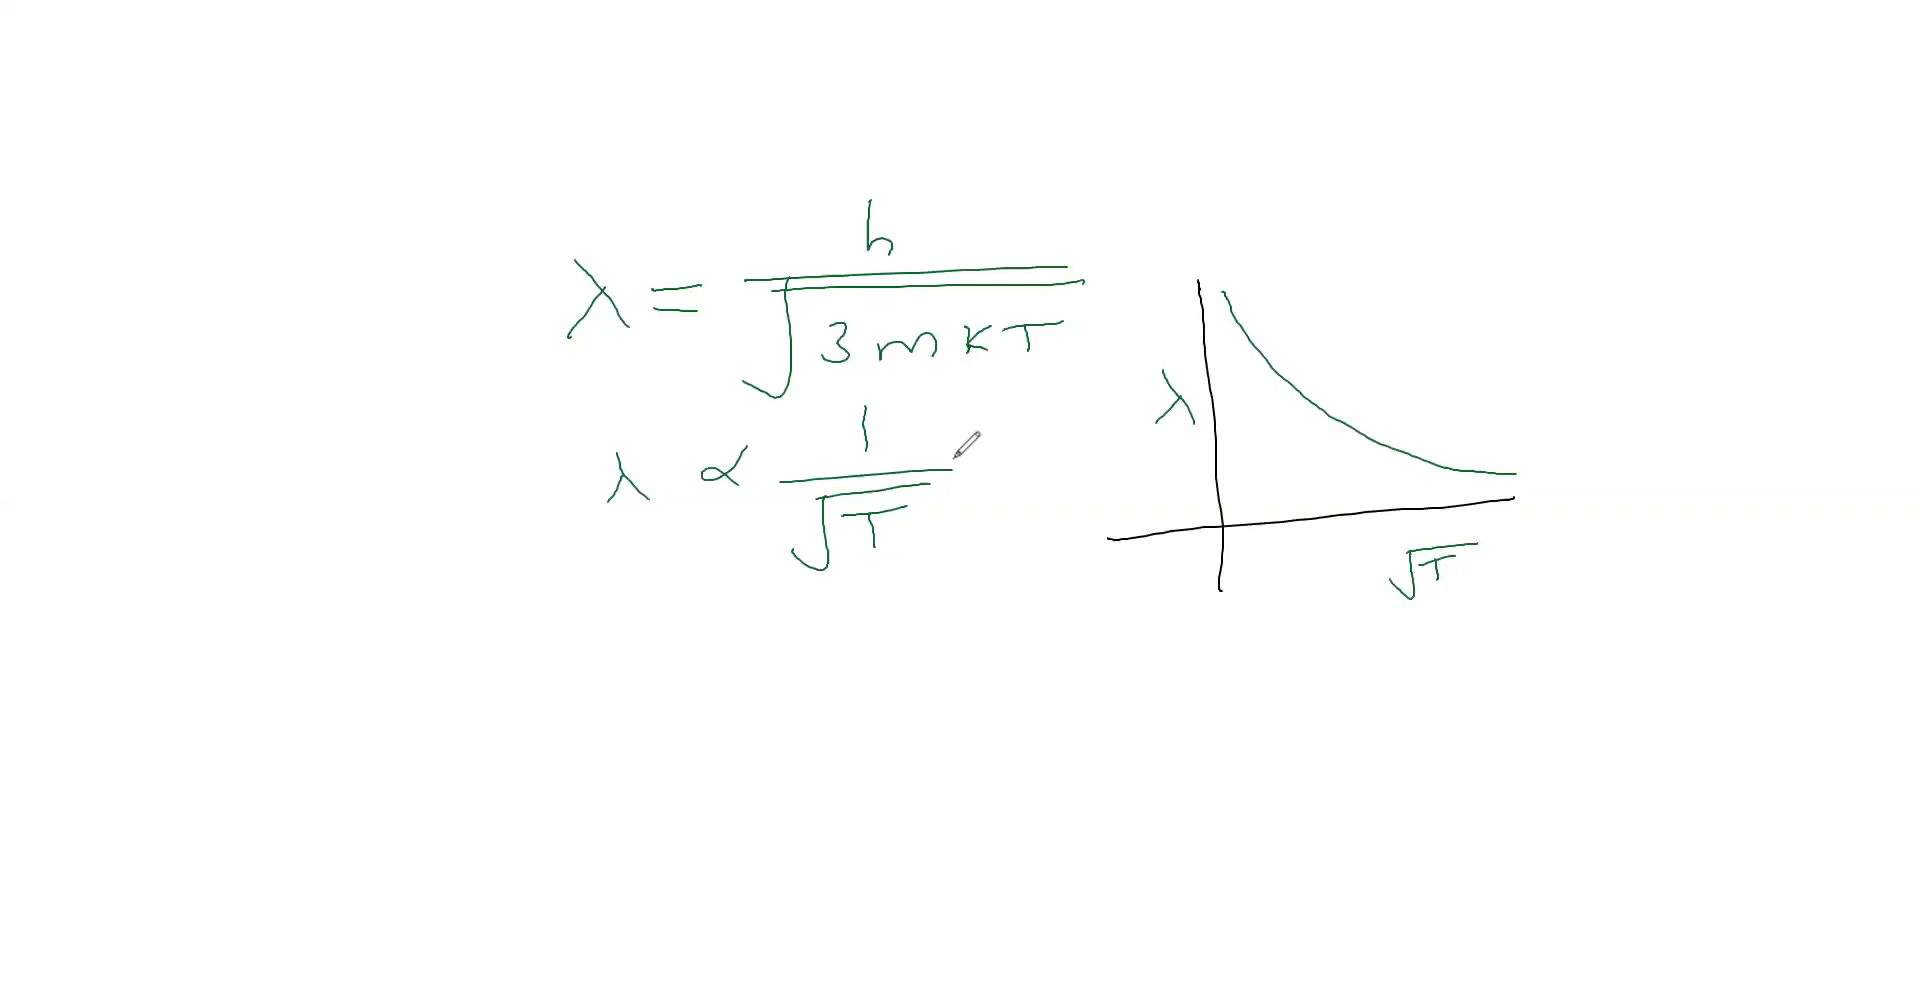 λ = h / √(3mKT)
λ ∝ 1 / √T
λ
√T